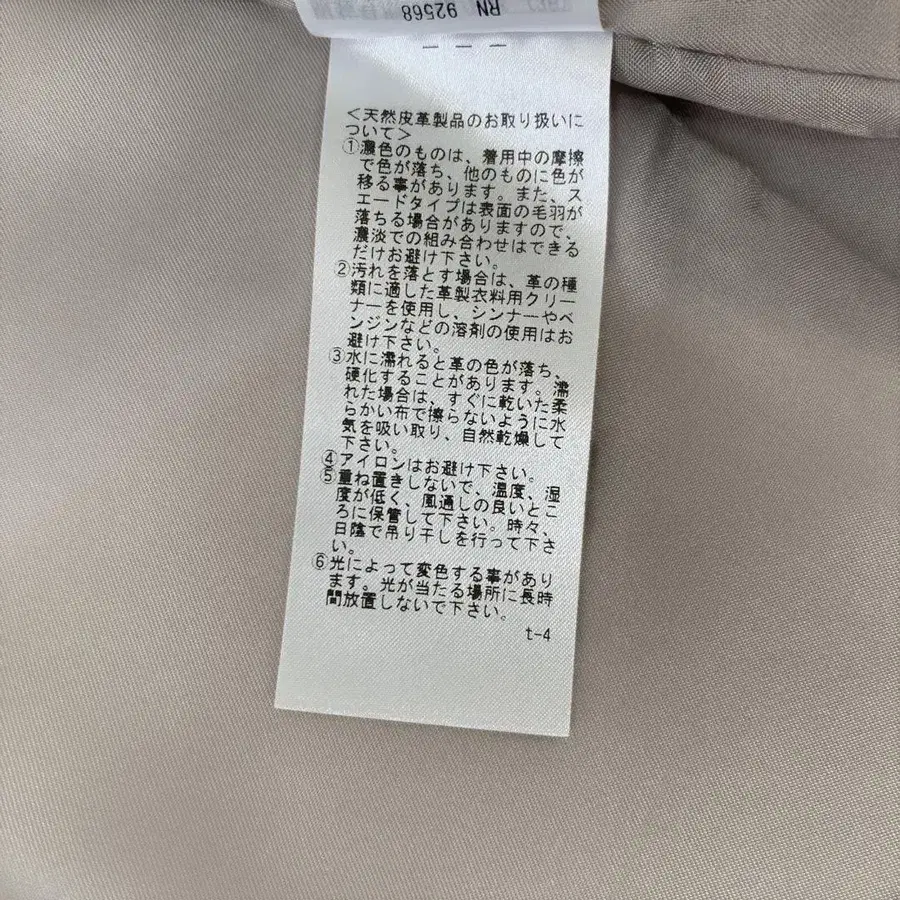 RN 92568
<天然皮革製品のお取り扱いに
ついて>
①濃色のものは、着用中の摩擦
で色が落ち、他のものに色が
移る事があります。また、ス
エードタイプは表面の毛羽が
落ちる場合がありますので、
濃淡での組み合わせはできる
だけお避け下さい。
②汚れを落とす場合は、革の種
類に適した革製衣料用クリー
ナーを使用し、シンナーやベ
ンジンなどの溶剤の使用はお
避け下さい。
③水に濡れると革の色が落ち、
硬化することがあります。濡
れた場合は、すぐに乾いた柔
らかい布で擦らないように水
気を吸い取り、自然乾燥して
下さい。
④アイロンはお避け下さい。
⑤重ね置きしないで、温度、湿
度が低く、風通しの良いとこ
ろに保管して下さい。時々、
日陰で吊り干しを行って下さ
い。
⑥光によって変色する事があり
ます。光が当たる場所に長時
間放置しないで下さい。
t-4